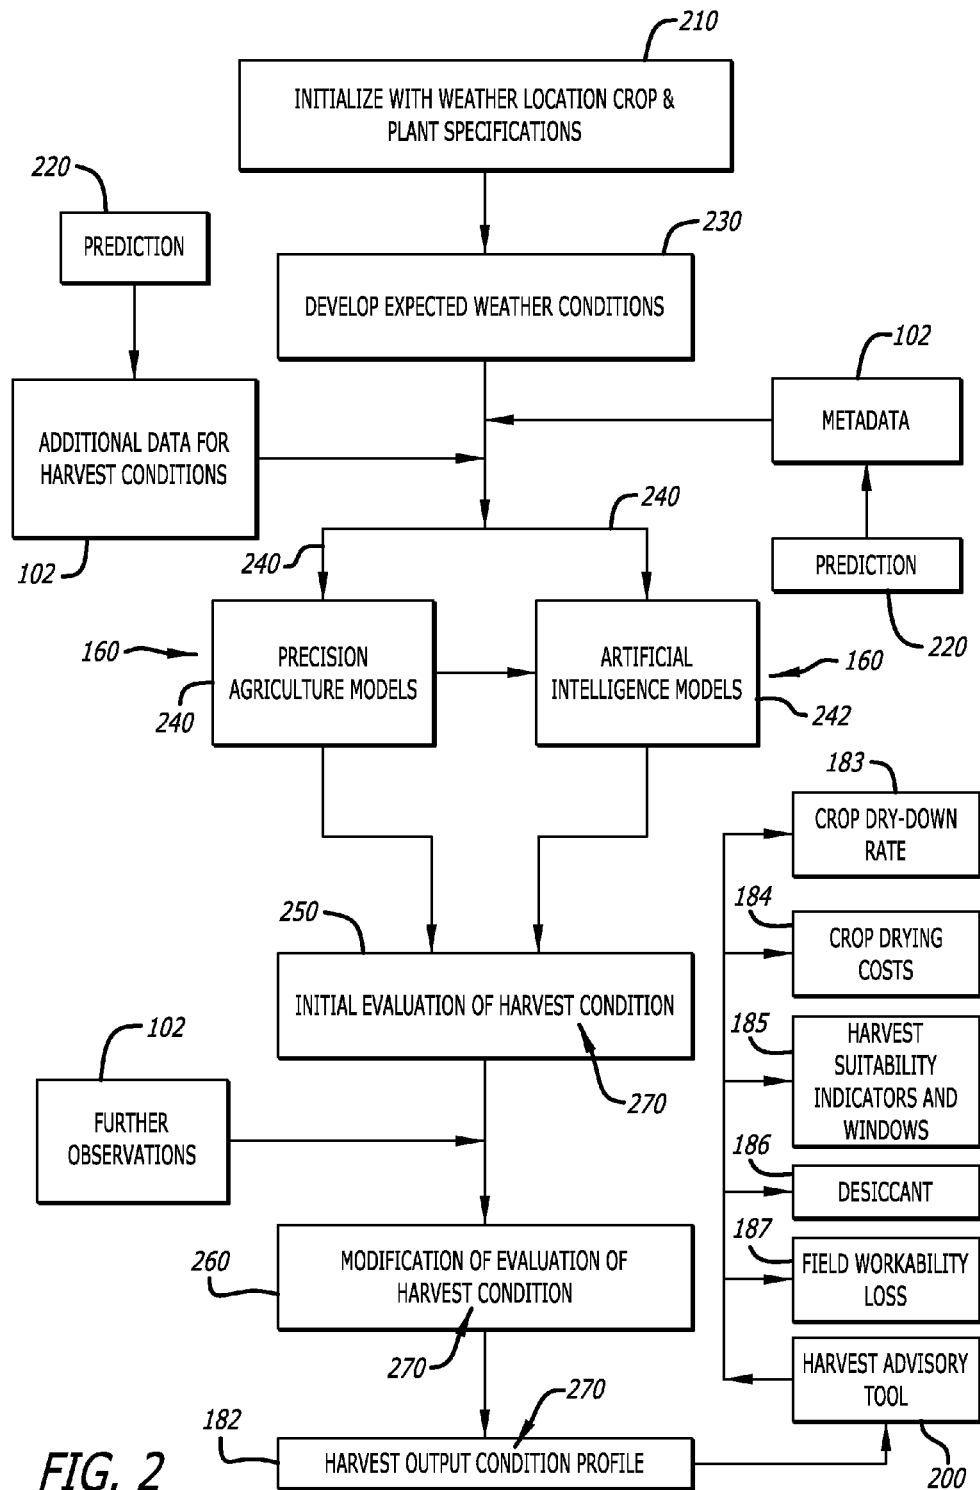 210
INITIALIZE WITH WEATHER LOCATION CROP &
PLANT SPECIFICATIONS
220
PREDICTION
230
DEVELOP EXPECTED WEATHER CONDITIONS
102
METADATA
ADDITIONAL DATA FOR
HARVEST CONDITIONS
102
PREDICTION
220
240
240
160
PRECISION
AGRICULTURE MODELS
240
ARTIFICIAL
INTELLIGENCE MODELS
160
242
183
CROP DRY-DOWN
RATE
184
CROP DRYING
COSTS
250
INITIAL EVALUATION OF HARVEST CONDITION
270
185
HARVEST
SUITABILITY
INDICATORS AND
WINDOWS
102
FURTHER
OBSERVATIONS
186
DESICCANT
187
FIELD WORKABILITY
LOSS
260
MODIFICATION OF EVALUATION OF
HARVEST CONDITION
270
HARVEST ADVISORY
TOOL
200
270
182
HARVEST OUTPUT CONDITION PROFILE
FIG. 2